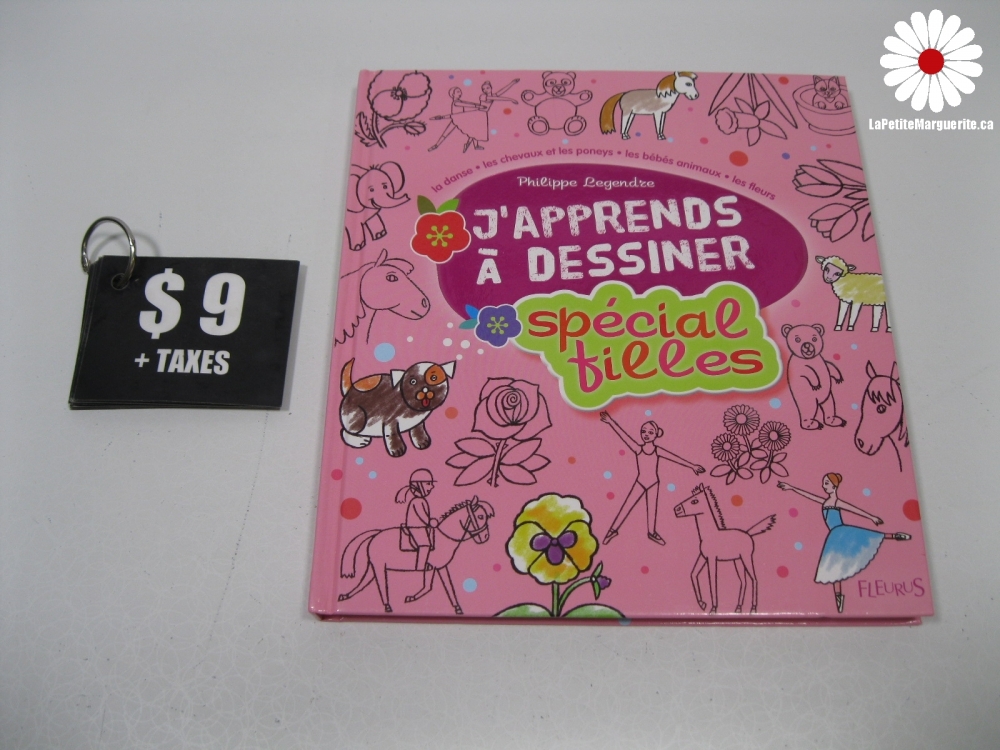 LaPetiteMarguerite.ca
la danse • les chevaux et les poneys • les bébés animaux • les fleurs
Philippe Legendre
J'APPRENDS
À DESSINER
spécial
filles
$ 9
+ TAXES
FLEURUS